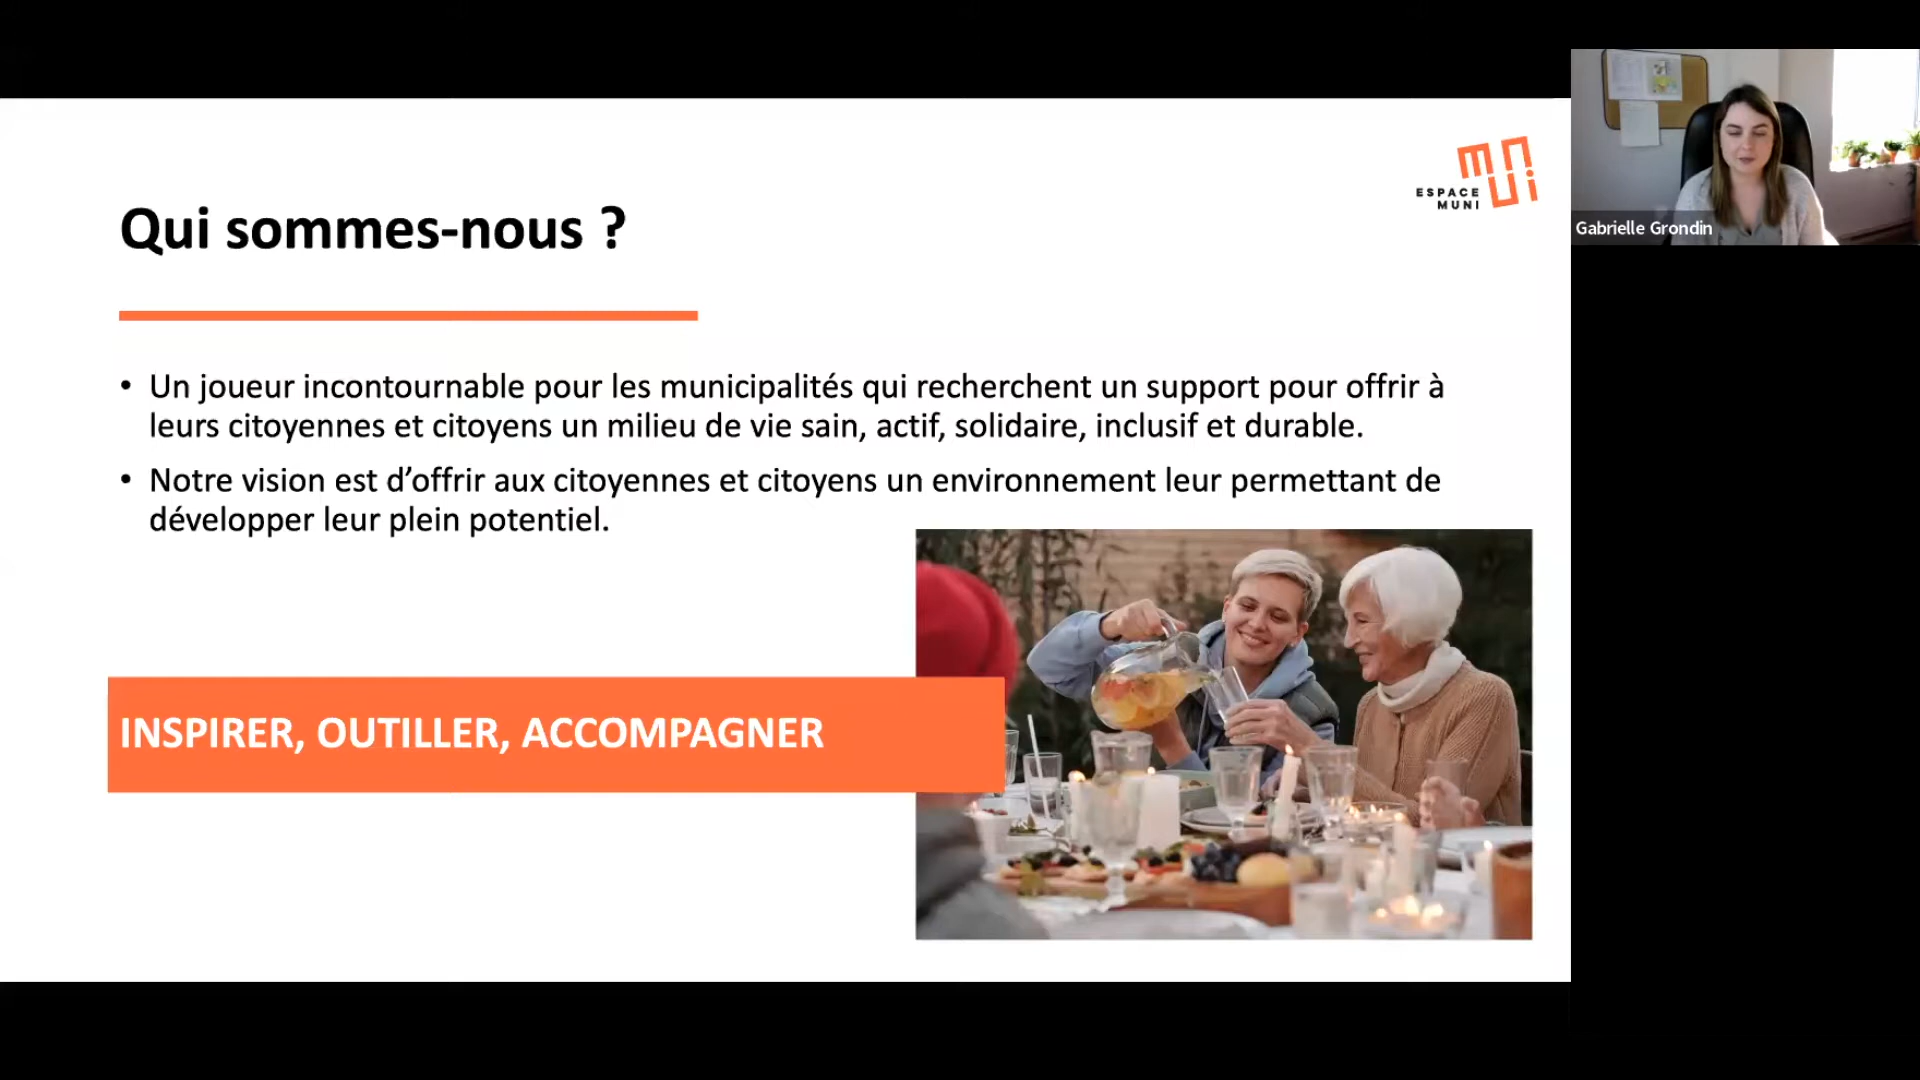 Qui sommes-nous ?
ESPACE
MUNI
muni
• Un joueur incontournable pour les municipalités qui recherchent un support pour offrir à
leurs citoyennes et citoyens un milieu de vie sain, actif, solidaire, inclusif et durable.
• Notre vision est d’offrir aux citoyennes et citoyens un environnement leur permettant de
développer leur plein potentiel.
INSPIRER, OUTILLER, ACCOMPAGNER
Gabrielle Grondin